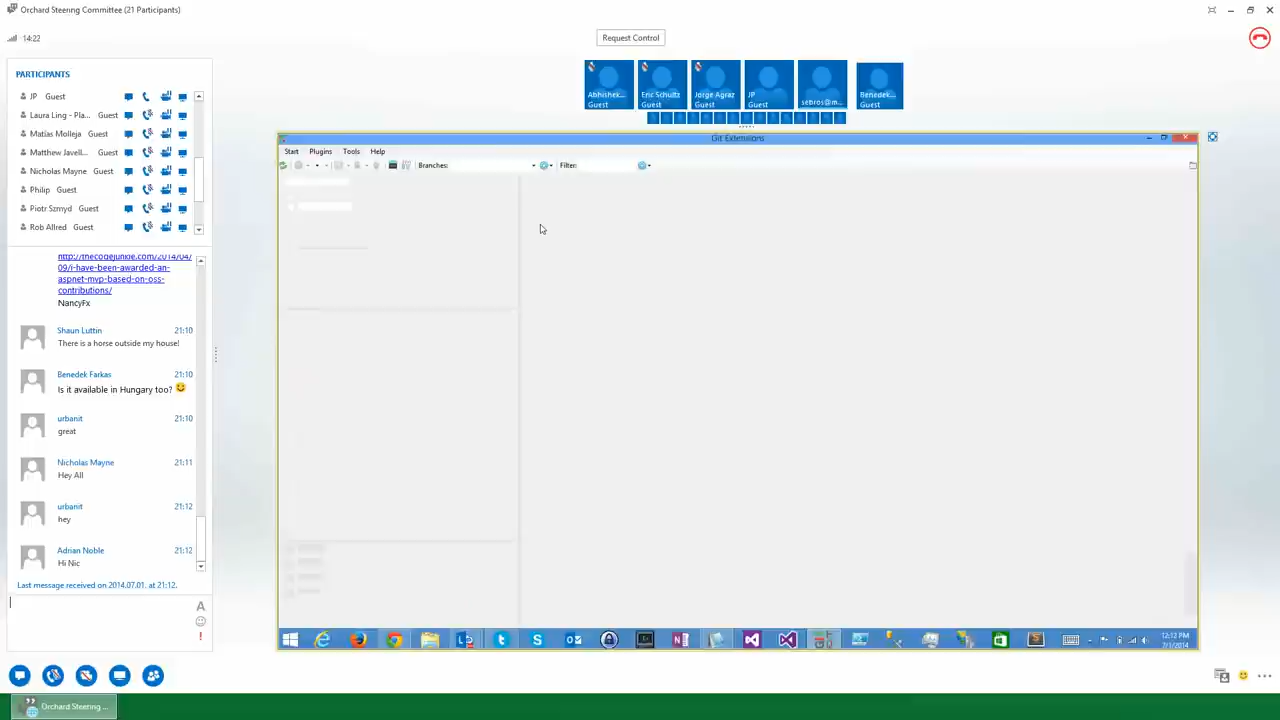 Orchard Steering Committee (21 Participants)
14:22
Request Control
PARTICIPANTS
JP Guest
Laura Ling - Pla... Guest
Matías Molleja Guest
Matthew Javell... Guest
Nicholas Mayne Guest
Philip Guest
Piotr Szmyd Guest
Rob Allred Guest
Abhishek... Guest
Eric Schultz Guest
Jorge Agraz Guest
JP Guest
sebros@m...
Benedek... Guest
Git Extensions
Start Plugins Tools Help
Branches: Filter:
http://thecodejunkie.com/2014/04/
09/i-have-been-awarded-an-
aspnet-mvp-based-on-oss-
contributions/
NancyFx
Shaun Luttin 21:10
There is a horse outside my house!
Benedek Farkas 21:10
Is it available in Hungary too?
urbanit 21:10
great
Nicholas Mayne 21:11
Hey All
urbanit 21:12
hey
Adrian Noble 21:12
Hi Nic
Last message received on 2014.07.01. at 21:12.
A
12:12 PM
7/1/2014
Orchard Steering ...